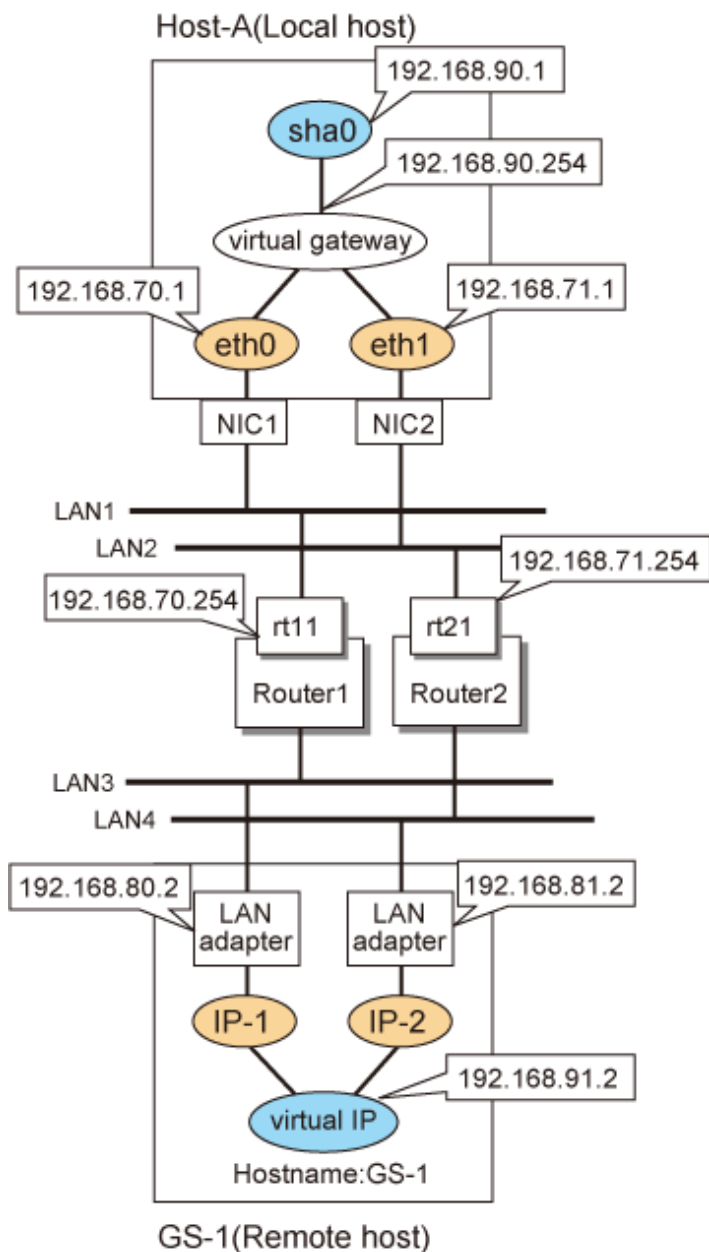 Host-A(Local host)
192.168.90.1
sha0
192.168.90.254
virtual gateway
192.168.70.1
192.168.71.1
eth0
eth1
NIC1
NIC2
LAN1
LAN2
192.168.71.254
192.168.70.254
rt11
rt21
Router1
Router2
LAN3
LAN4
192.168.80.2
192.168.81.2
LAN
adapter
LAN
adapter
IP-1
IP-2
192.168.91.2
virtual IP
Hostname:GS-1
GS-1(Remote host)